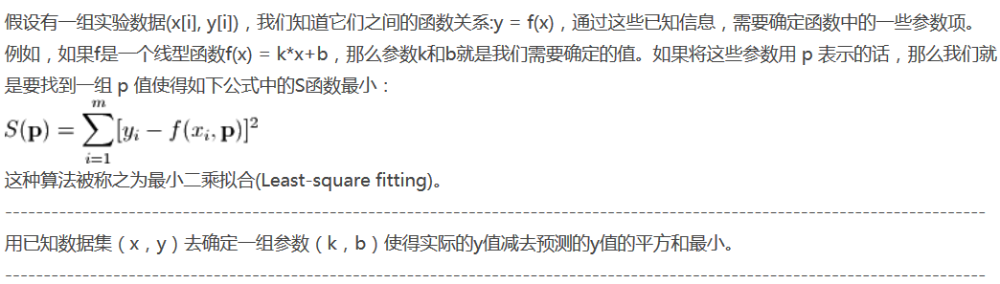 假设有一组实验数据(x[i], y[i])，我们知道它们之间的函数关系:y = f(x)，通过这些已知信息，需要确定函数中的一些参数项。
例如，如果f是一个线型函数f(x) = k*x+b，那么参数k和b就是我们需要确定的值。如果将这些参数用 p 表示的话，那么我们就
是要找到一组 p 值使得如下公式中的S函数最小：
S(p) = ∑_{i=1}^{m} [y_i − f(x_i, p)]²
这种算法被称之为最小二乘拟合(Least-square fitting)。
用已知数据集（x，y）去确定一组参数（k，b）使得实际的y值减去预测的y值的平方和最小。